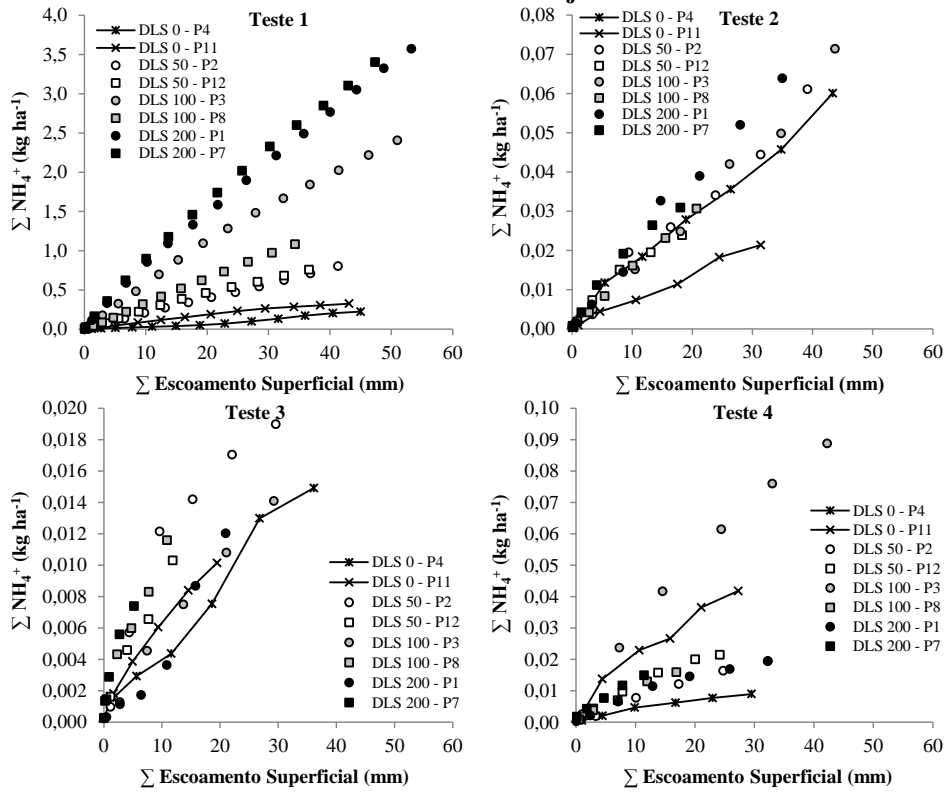 Teste 1
4,0
3,5
3,0
2,5
2,0
1,5
1,0
0,5
0,0
∑ NH₄⁺ (kg ha⁻¹)
DLS 0 - P4
DLS 0 - P11
DLS 50 - P2
DLS 50 - P12
DLS 100 - P3
DLS 100 - P8
DLS 200 - P1
DLS 200 - P7
0 10 20 30 40 50 60
∑ Escoamento Superficial (mm)
Teste 2
0,08
0,07
0,06
0,05
0,04
0,03
0,02
0,01
0,00
∑ NH₄⁺ (kg ha⁻¹)
DLS 0 - P4
DLS 0 - P11
DLS 50 - P2
DLS 50 - P12
DLS 100 - P3
DLS 100 - P8
DLS 200 - P1
DLS 200 - P7
0 10 20 30 40 50 60
∑ Escoamento Superficial (mm)
Teste 3
0,020
0,018
0,016
0,014
0,012
0,010
0,008
0,006
0,004
0,002
0,000
∑ NH₄⁺ (kg ha⁻¹)
DLS 0 - P4
DLS 0 - P11
DLS 50 - P2
DLS 50 - P12
DLS 100 - P3
DLS 100 - P8
DLS 200 - P1
DLS 200 - P7
0 10 20 30 40 50 60
∑ Escoamento Superficial (mm)
Teste 4
0,10
0,09
0,08
0,07
0,06
0,05
0,04
0,03
0,02
0,01
0,00
∑ NH₄⁺ (kg ha⁻¹)
DLS 0 - P4
DLS 0 - P11
DLS 50 - P2
DLS 50 - P12
DLS 100 - P3
DLS 100 - P8
DLS 200 - P1
DLS 200 - P7
0 10 20 30 40 50 60
∑ Escoamento Superficial (mm)